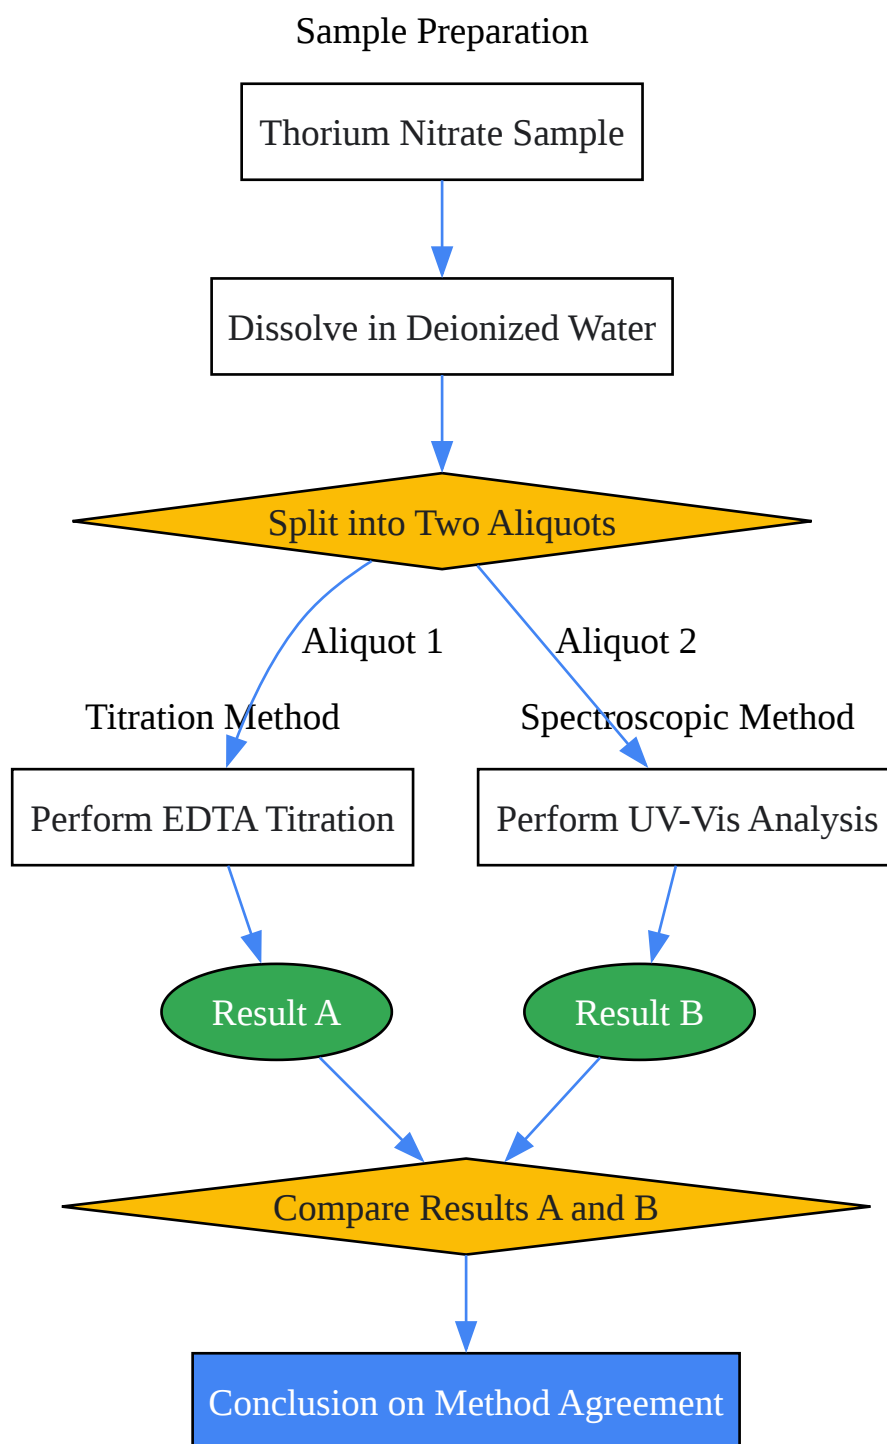 Sample Preparation
Thorium Nitrate Sample
Dissolve in Deionized Water
Split into Two Aliquots
Aliquot 1
Aliquot 2
Titration Method
Spectroscopic Method
Perform EDTA Titration
Perform UV-Vis Analysis
Result A
Result B
Compare Results A and B
Conclusion on Method Agreement